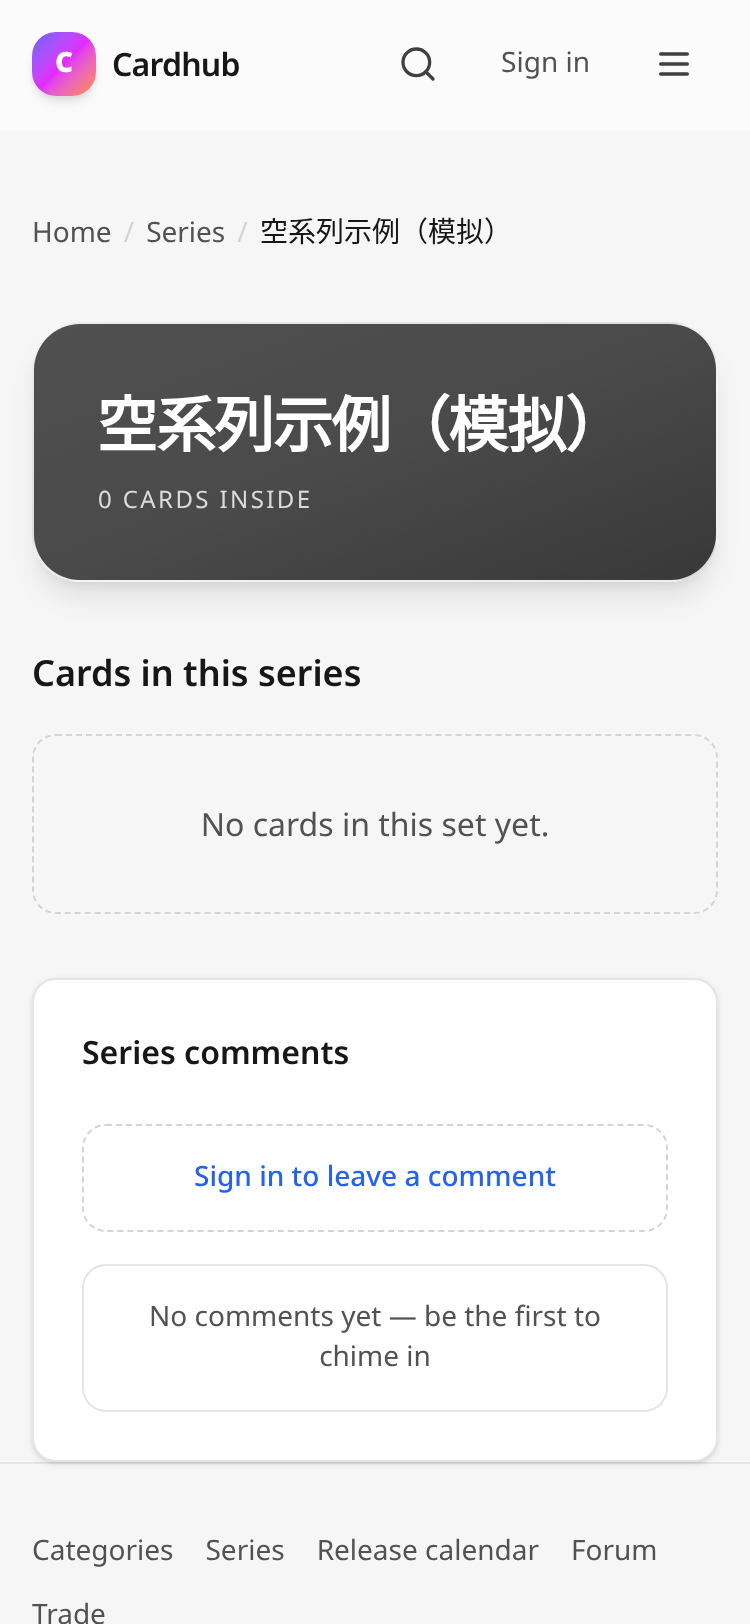 C Cardhub Sign in
Home / Series / 空系列示例（模拟）
空系列示例（模拟）
0 CARDS INSIDE
Cards in this series
No cards in this set yet.
Series comments
Sign in to leave a comment
No comments yet — be the first to
chime in
Categories Series Release calendar Forum
Trade